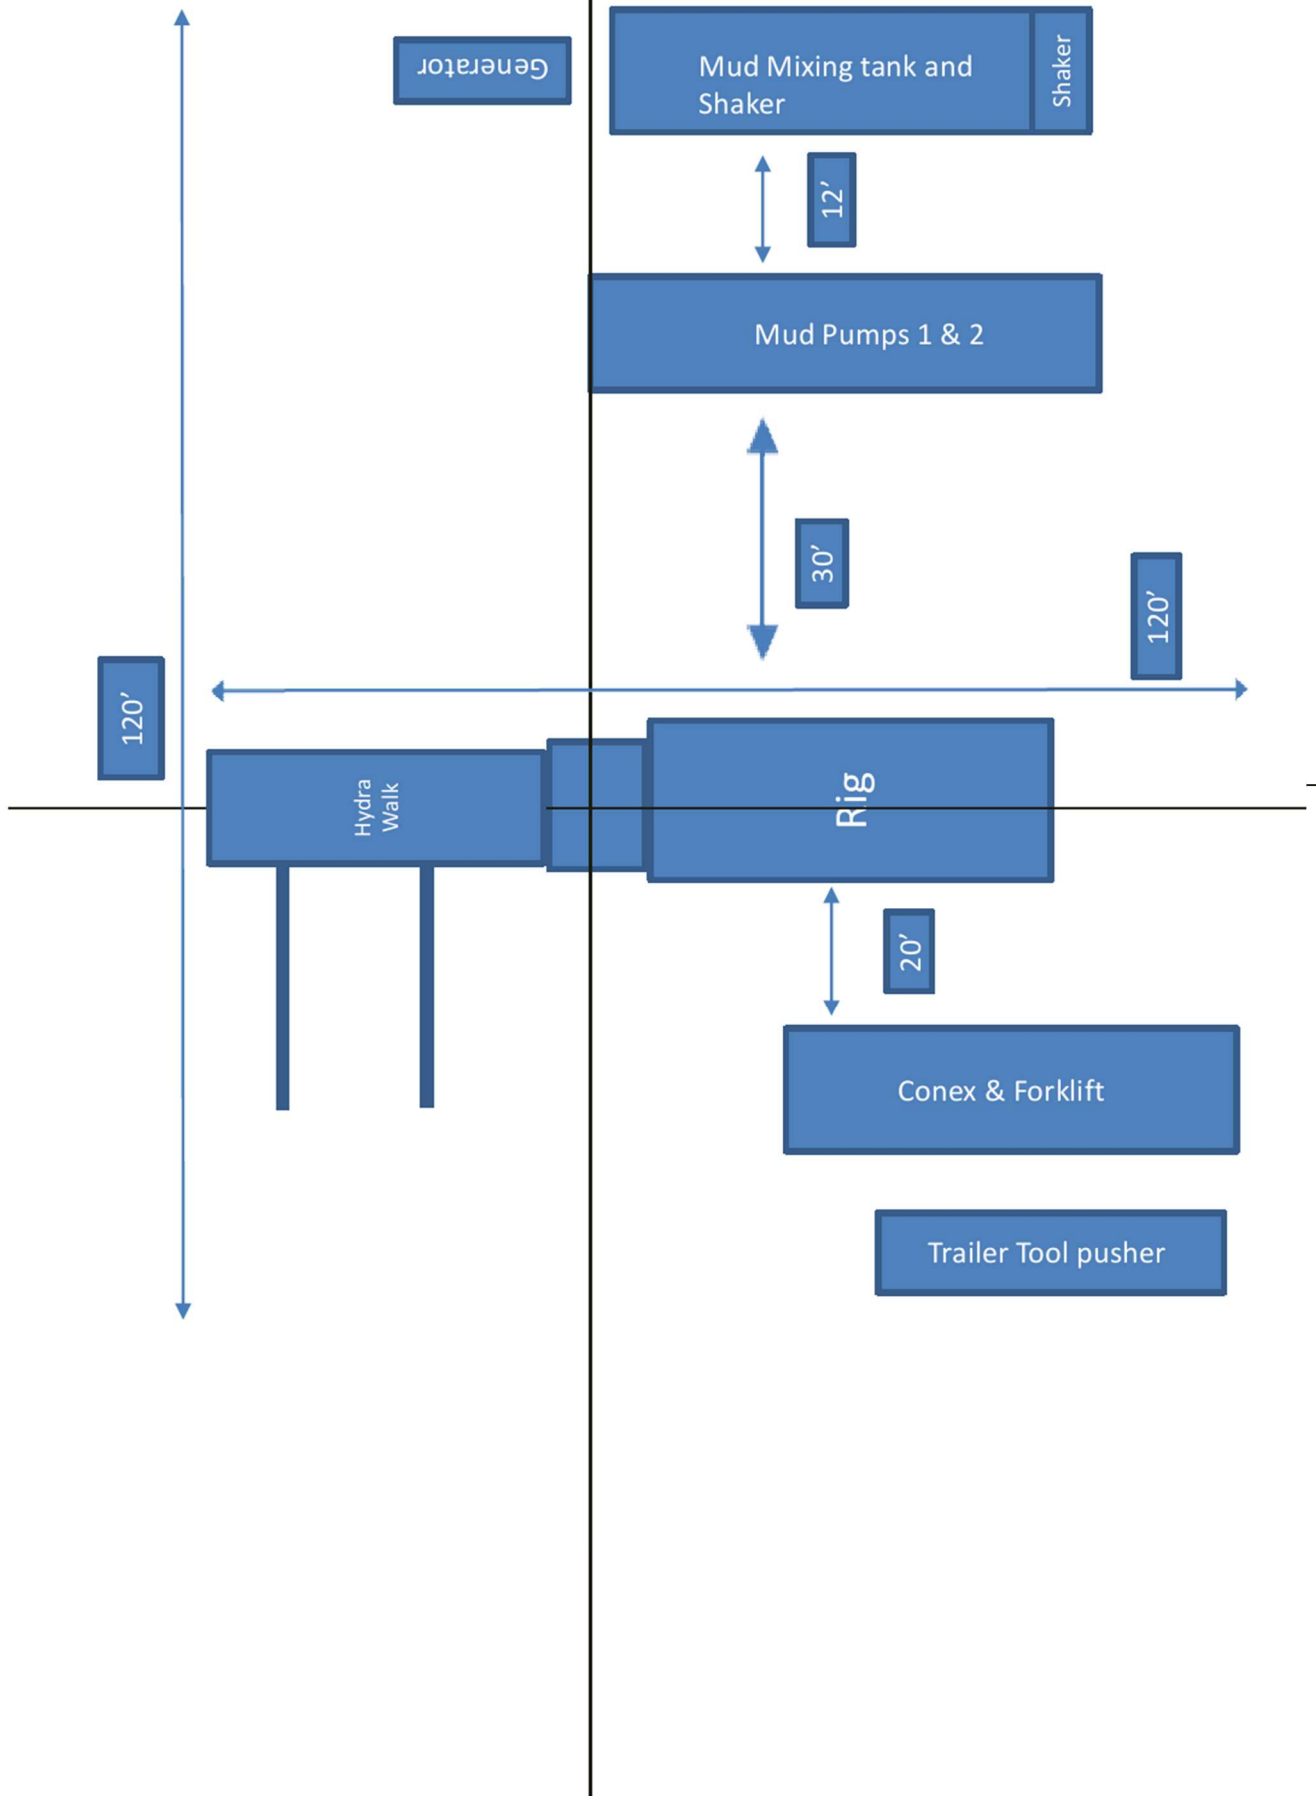 Generator
Mud Mixing tank and
Shaker
Shaker
12’
Mud Pumps 1 & 2
30’
120’
120’
Hydra
Walk
Rig
20’
Conex & Forklift
Trailer Tool pusher